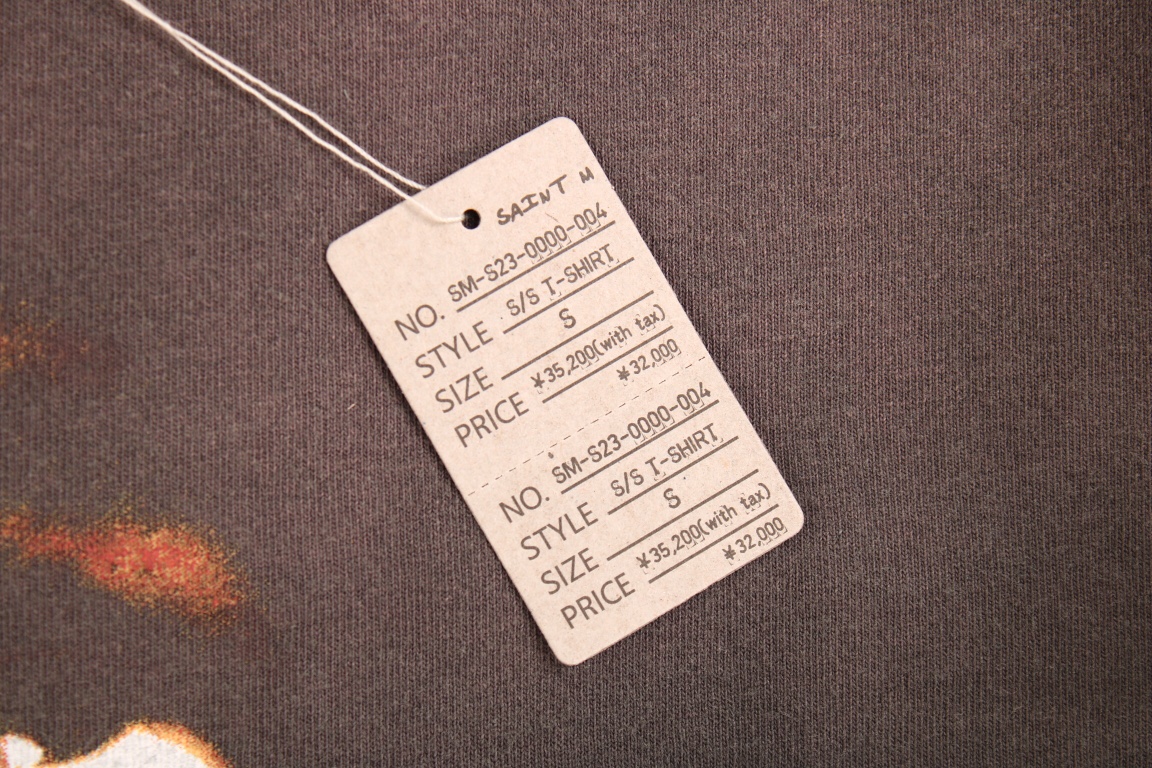 SAINT M
NO. SM-S23-0000-004
STYLE S/S T-SHIRT
SIZE S
¥35,200(with tax)
PRICE ¥32,000
NO. SM-S23-0000-004
STYLE S/S T-SHIRT
SIZE S
¥35,200(with tax)
PRICE ¥32,000